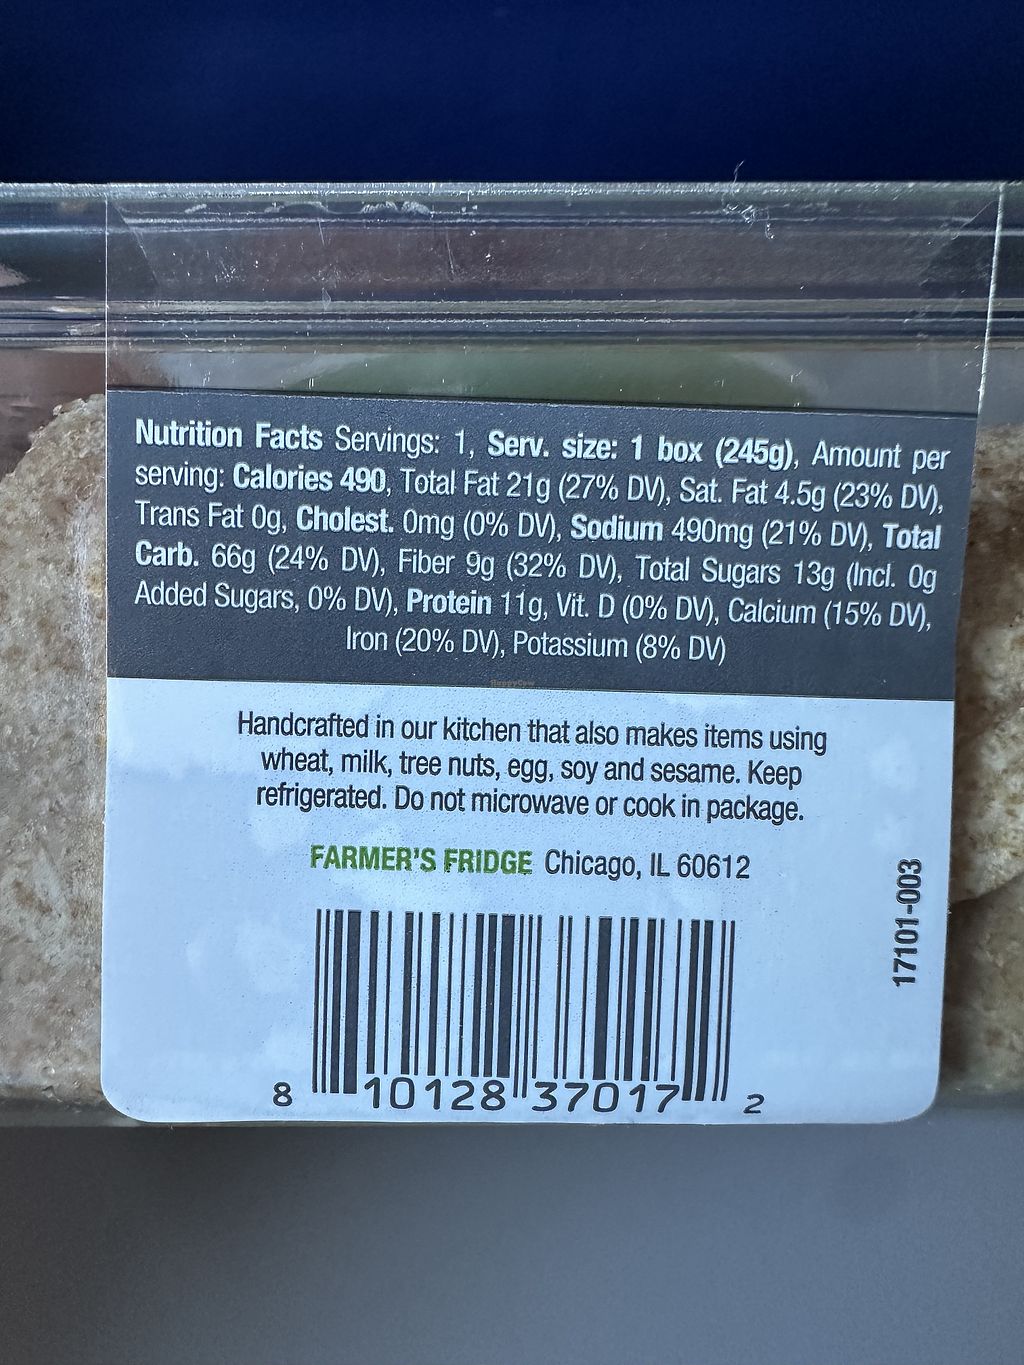 Nutrition Facts Servings: 1, Serv. size: 1 box (245g), Amount per
serving: Calories 490, Total Fat 21g (27% DV), Sat. Fat 4.5g (23% DV),
Trans Fat 0g, Cholest. 0mg (0% DV), Sodium 490mg (21% DV), Total
Carb. 66g (24% DV), Fiber 9g (32% DV), Total Sugars 13g (Incl. 0g
Added Sugars, 0% DV), Protein 11g, Vit. D (0% DV), Calcium (15% DV),
Iron (20% DV), Potassium (8% DV)
HappyCow
Handcrafted in our kitchen that also makes items using
wheat, milk, tree nuts, egg, soy and sesame. Keep
refrigerated. Do not microwave or cook in package.
FARMER'S FRIDGE Chicago, IL 60612
17101-003
8 10128 37017 2